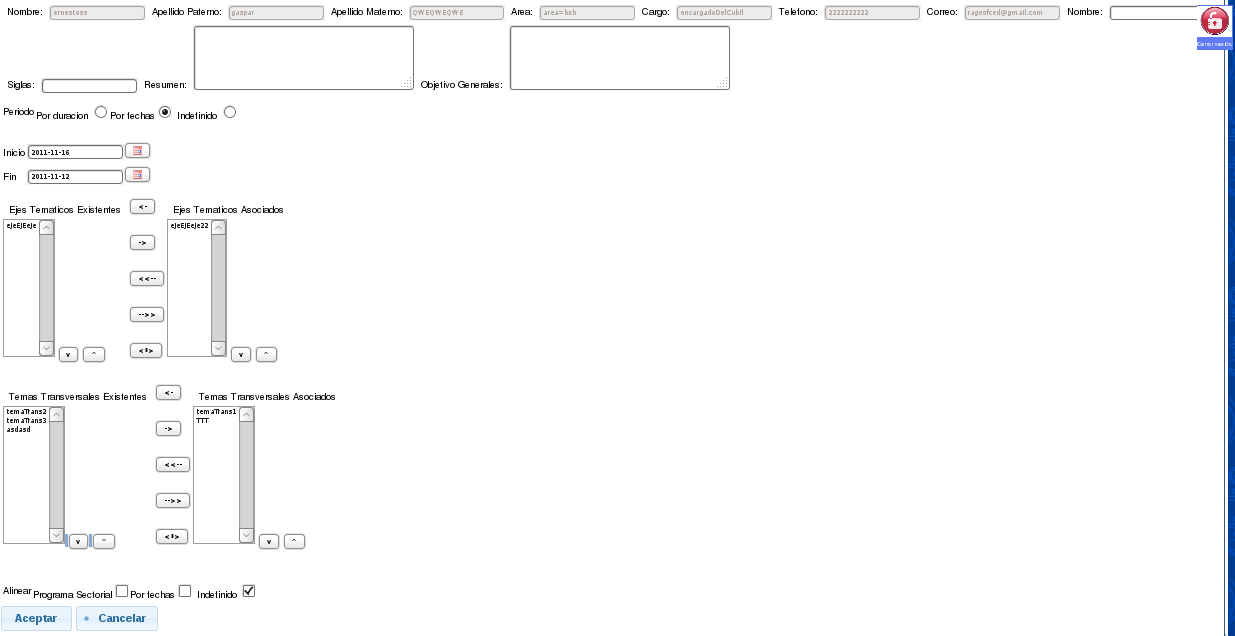 Nombre: ernestoss Apellido Paterno: gaspar Apellido Materno: QWEQWEQWE Area: area=bxh Cargo: encargadoDelCubil Telefono: 2222222222 Correo: rageofced@gmail.com Nombre:
Cerrar sesión
Siglas: Resumen: Objetivo Generales:
Periodo Por duracion Por fechas Indefinido
Inicio 2011-11-16
Fin 2011-11-12
Ejes Tematicos Existentes <- Ejes Tematicos Asociados
ejeEjEeje ejeEjEeje22
->
<<--
-->>
v ^ <*> v ^
Temas Transversales Existentes <- Temas Transversales Asociados
temaTrans2 temaTrans1
temaTrans3 TTT
asdasd ->
<<--
-->>
v ^ <*> v ^
Alinear Programa Sectorial Por fechas Indefinido
Aceptar Cancelar